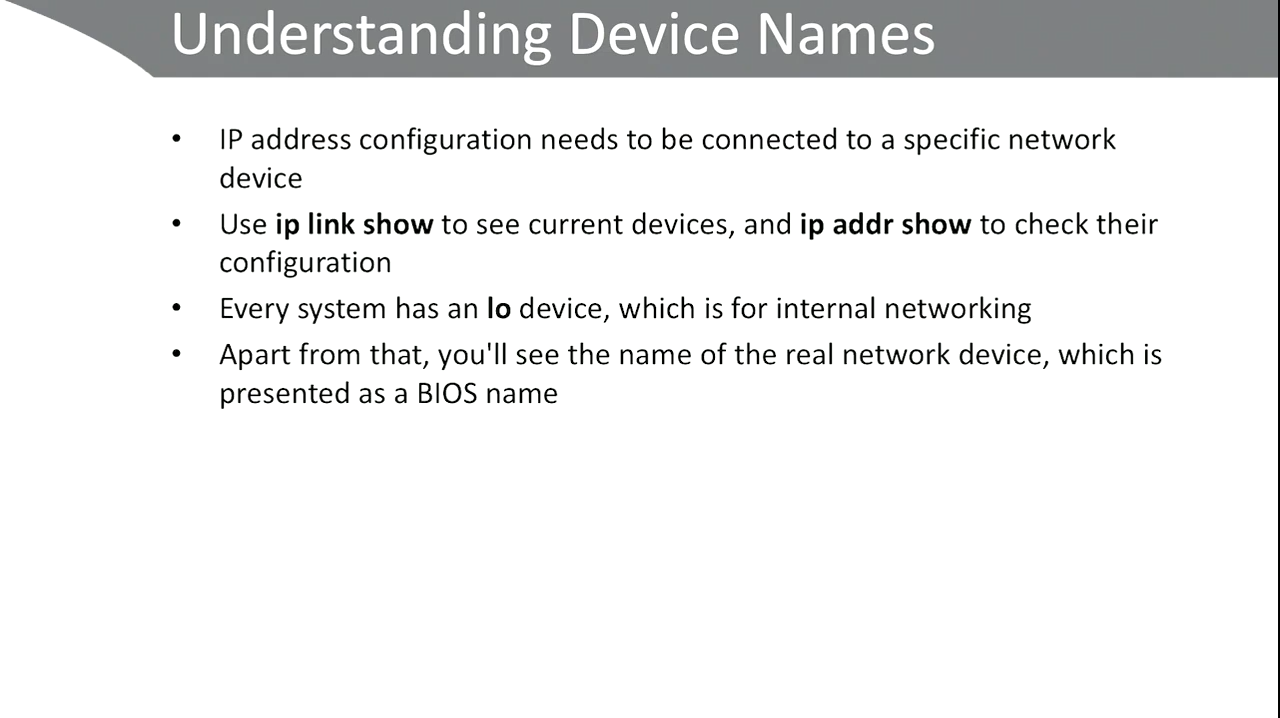 Understanding Device Names
• IP address configuration needs to be connected to a specific network
device
• Use ip link show to see current devices, and ip addr show to check their
configuration
• Every system has an lo device, which is for internal networking
• Apart from that, you'll see the name of the real network device, which is
presented as a BIOS name